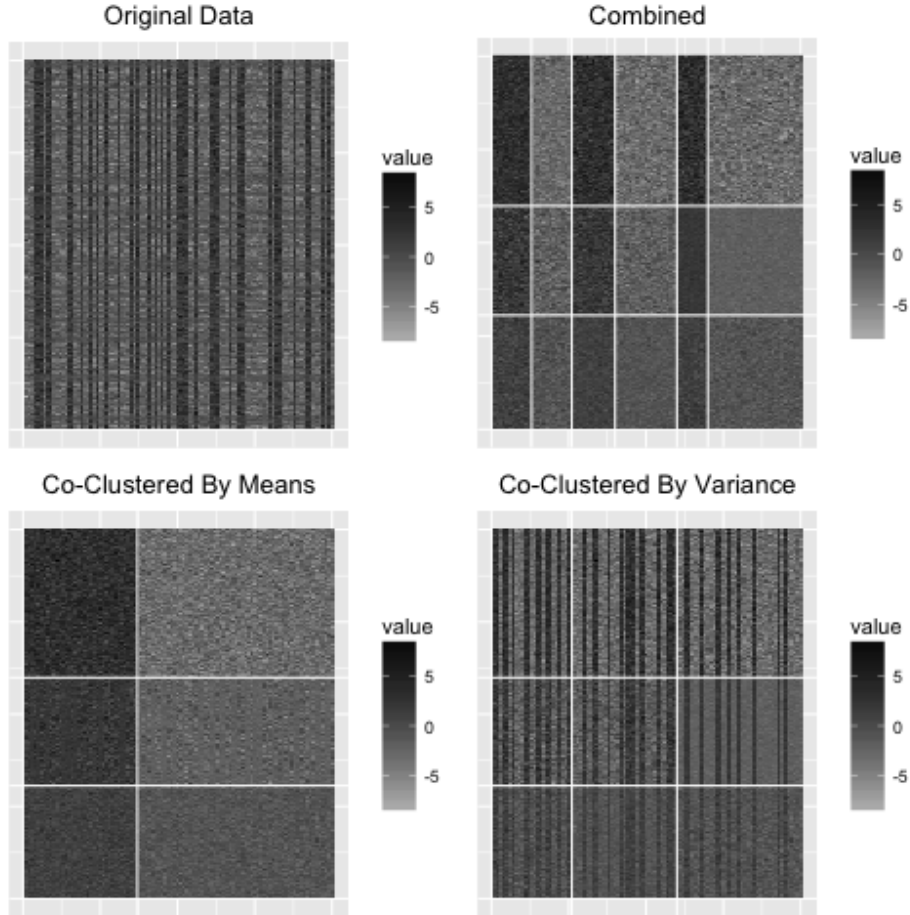 Original Data
value
5
0
-5
Combined
value
5
0
-5
Co-Clustered By Means
value
5
0
-5
Co-Clustered By Variance
value
5
0
-5